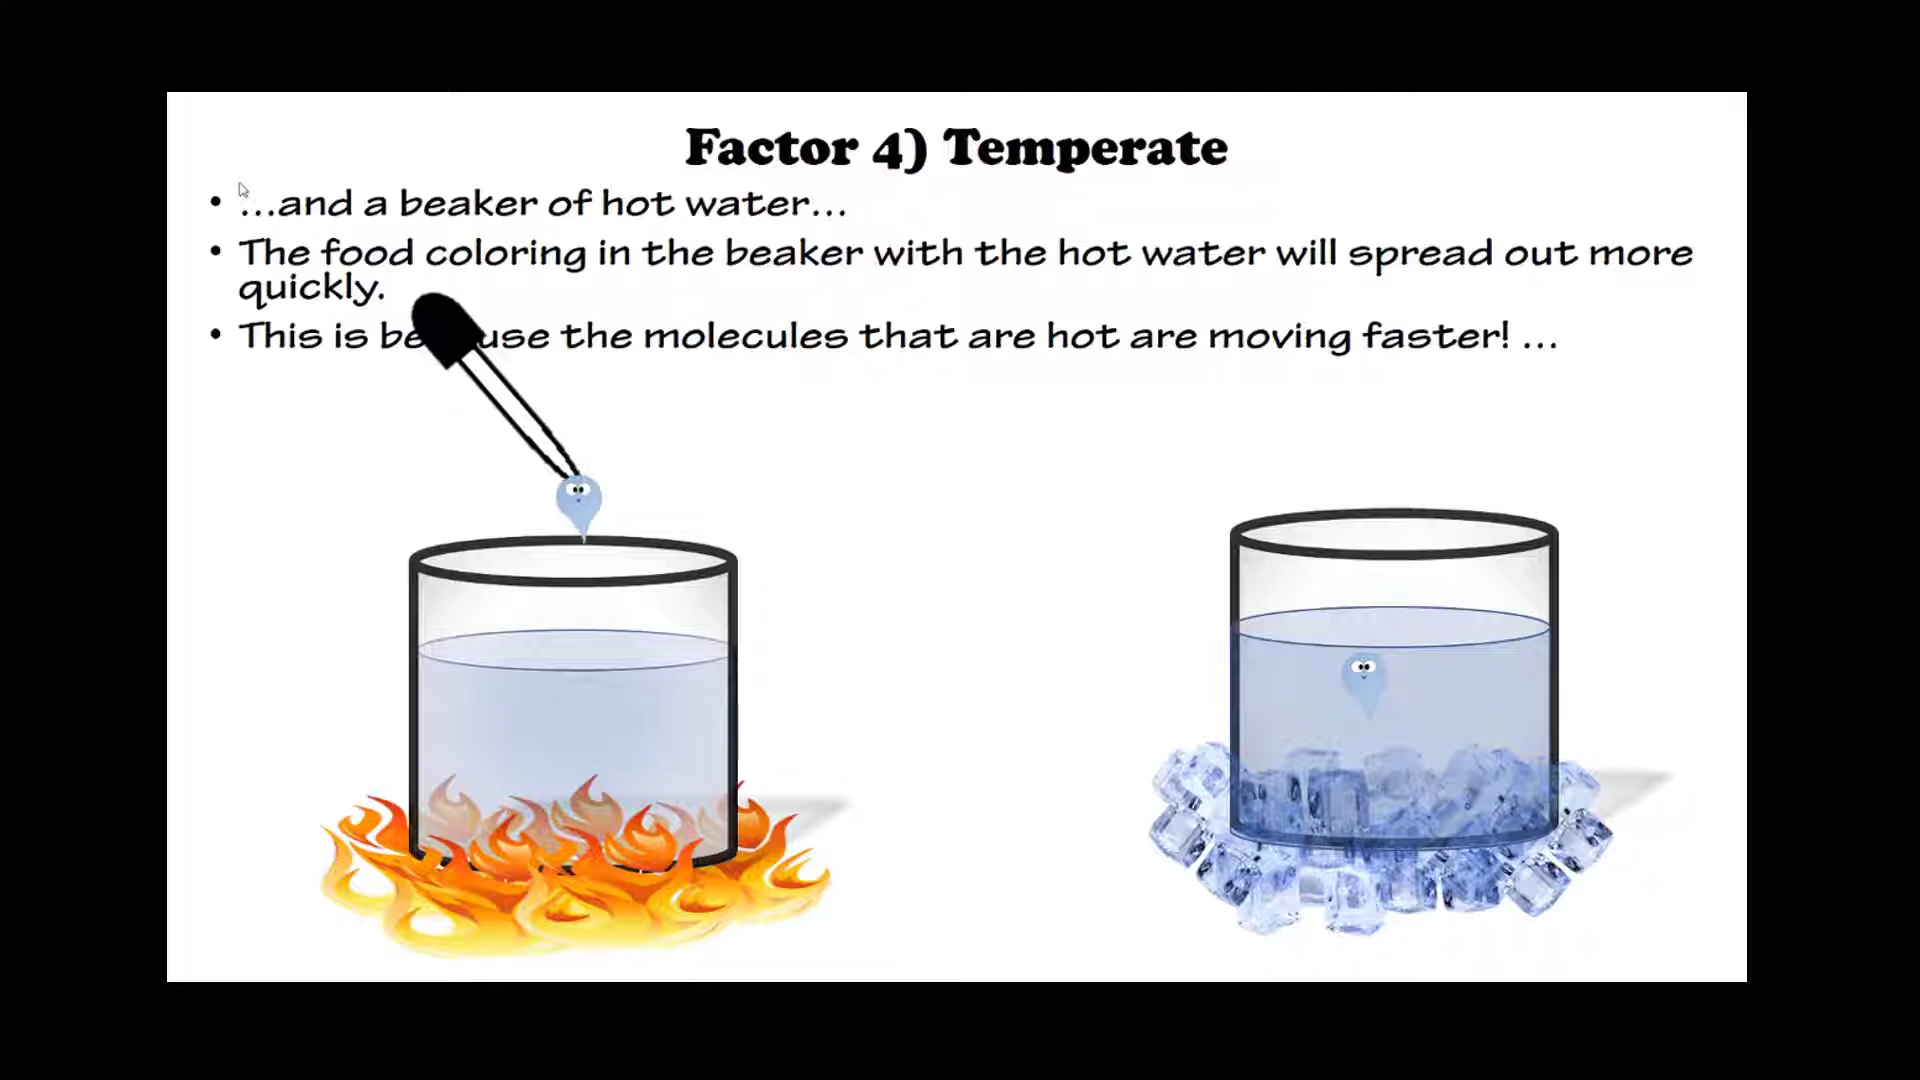 Factor 4) Temperate
• ...and a beaker of hot water...
• The food coloring in the beaker with the hot water will spread out more
quickly.
• This is be use the molecules that are hot are moving faster! ...